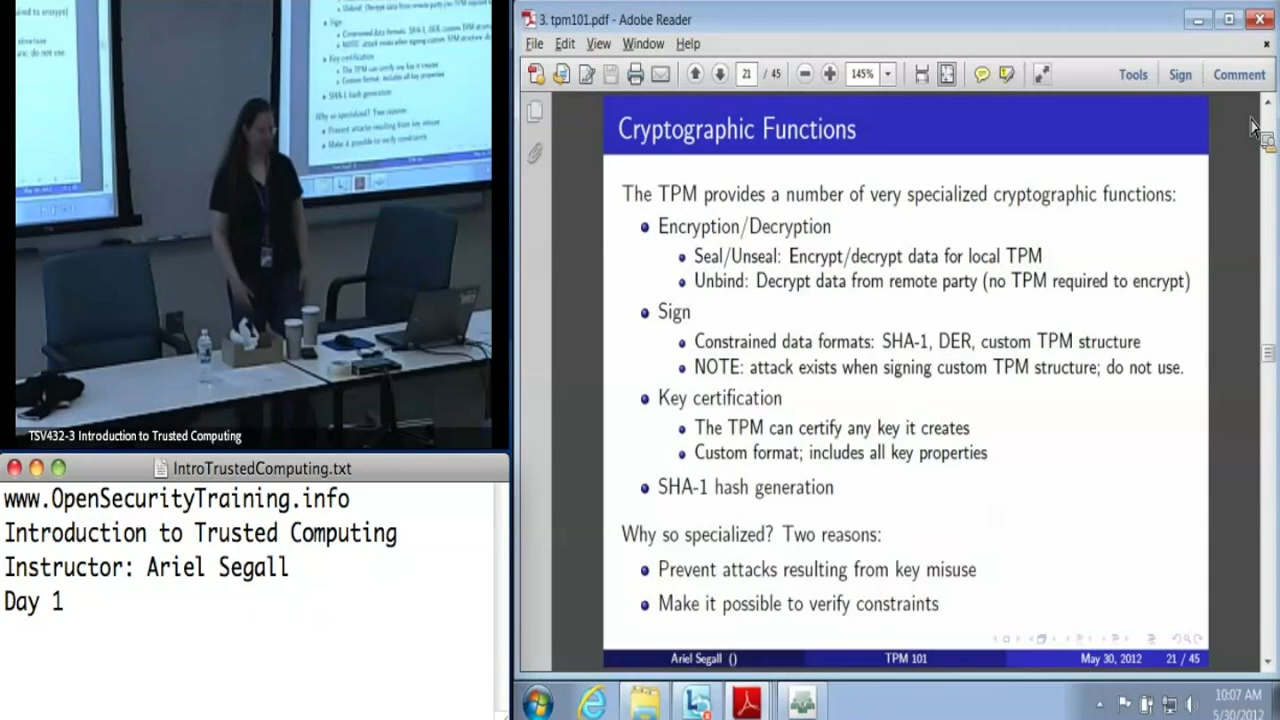 TSV432-3 Introduction to Trusted Computing
IntroTrustedComputing.txt
www.OpenSecurityTraining.info
Introduction to Trusted Computing
Instructor: Ariel Segall
Day 1
3. tpm101.pdf - Adobe Reader
File Edit View Window Help
21 / 45 145% Tools Sign Comment
Cryptographic Functions
The TPM provides a number of very specialized cryptographic functions:
Encryption/Decryption
Seal/Unseal: Encrypt/decrypt data for local TPM
Unbind: Decrypt data from remote party (no TPM required to encrypt)
Sign
Constrained data formats: SHA-1, DER, custom TPM structure
NOTE: attack exists when signing custom TPM structure; do not use.
Key certification
The TPM can certify any key it creates
Custom format; includes all key properties
SHA-1 hash generation
Why so specialized? Two reasons:
Prevent attacks resulting from key misuse
Make it possible to verify constraints
Ariel Segall () TPM 101 May 30, 2012 21 / 45
10:07 AM
5/30/2012